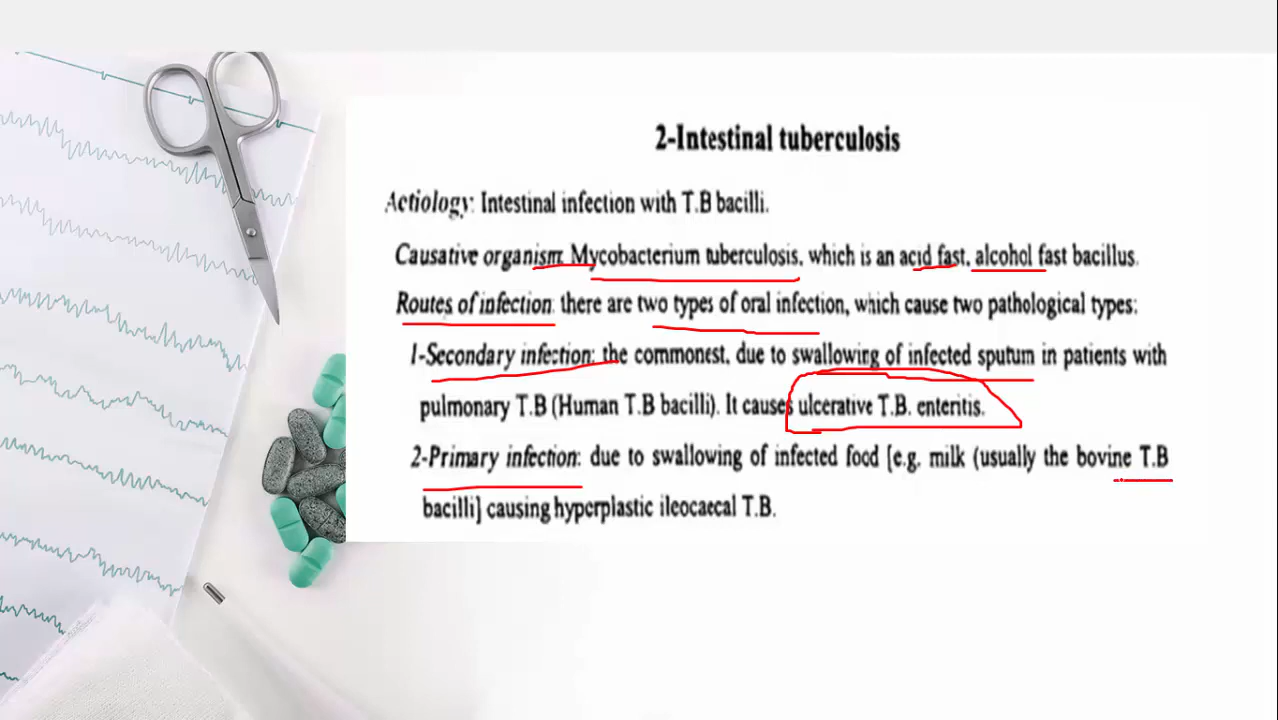 2-Intestinal tuberculosis
Aetiology: Intestinal infection with T.B bacilli.
Causative organism: Mycobacterium tuberculosis, which is an acid fast, alcohol fast bacillus.
Routes of infection: there are two types of oral infection, which cause two pathological types:
1-Secondary infection: the commonest, due to swallowing of infected sputum in patients with
pulmonary T.B (Human T.B bacilli). It causes ulcerative T.B. enteritis.
2-Primary infection: due to swallowing of infected food [e.g. milk (usually the bovine T.B
bacilli] causing hyperplastic ileocaecal T.B.